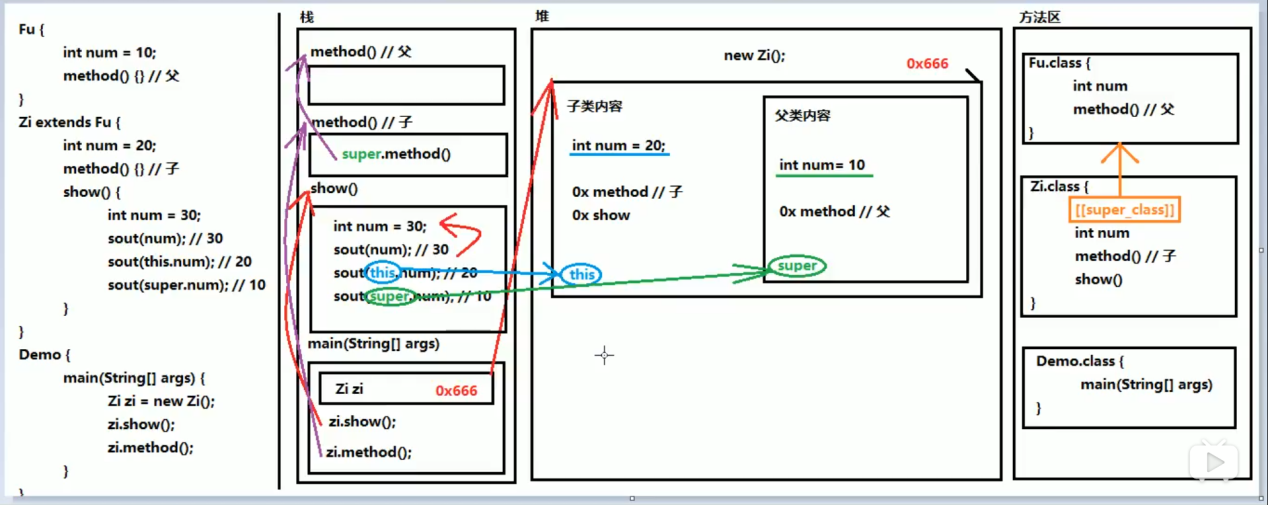 Fu {
int num = 10;
method() {} // 父
}
Zi extends Fu {
int num = 20;
method() {} // 子
show() {
int num = 30;
sout(num); // 30
sout(this.num); // 20
sout(super.num); // 10
}
}
Demo {
main(String[] args) {
Zi zi = new Zi();
zi.show();
zi.method();
}
}
栈
method() // 父
method() // 子
super.method()
show()
int num = 30;
sout(num); // 30
sout(this.num); // 20
sout(super.num); // 10
main(String[] args)
Zi zi 0x666
zi.show();
zi.method();
堆
new Zi();
0x666
子类内容
int num = 20;
0x method // 子
0x show
this
父类内容
int num= 10
0x method // 父
super
方法区
Fu.class {
int num
method() // 父
}
Zi.class {
[[super_class]]
int num
method() // 子
show()
}
Demo.class {
main(String[] args)
}